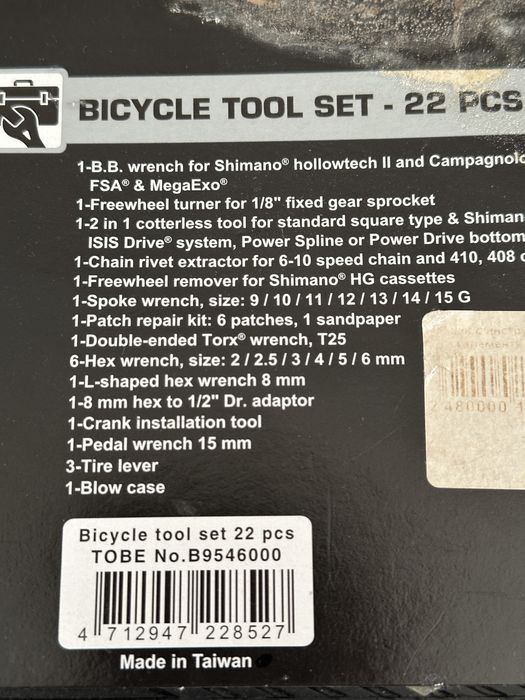 BICYCLE TOOL SET - 22 PCS
1-B.B. wrench for Shimano® hollowtech II and Campagnolo
FSA® & MegaExo®
1-Freewheel turner for 1/8" fixed gear sprocket
1-2 in 1 cotterless tool for standard square type & Shiman
ISIS Drive® system, Power Spline or Power Drive bottom
1-Chain rivet extractor for 6-10 speed chain and 410, 408
1-Freewheel remover for Shimano® HG cassettes
1-Spoke wrench, size: 9 / 10 / 11 / 12 / 13 / 14 / 15 G
1-Patch repair kit: 6 patches, 1 sandpaper
1-Double-ended Torx® wrench, T25
6-Hex wrench, size: 2 / 2.5 / 3 / 4 / 5 / 6 mm
1-L-shaped hex wrench 8 mm
1-8 mm hex to 1/2" Dr. adaptor
1-Crank installation tool
1-Pedal wrench 15 mm
3-Tire lever
1-Blow case
2 480000
Bicycle tool set 22 pcs
TOBE No.B9546000
4 712947 228527
Made in Taiwan